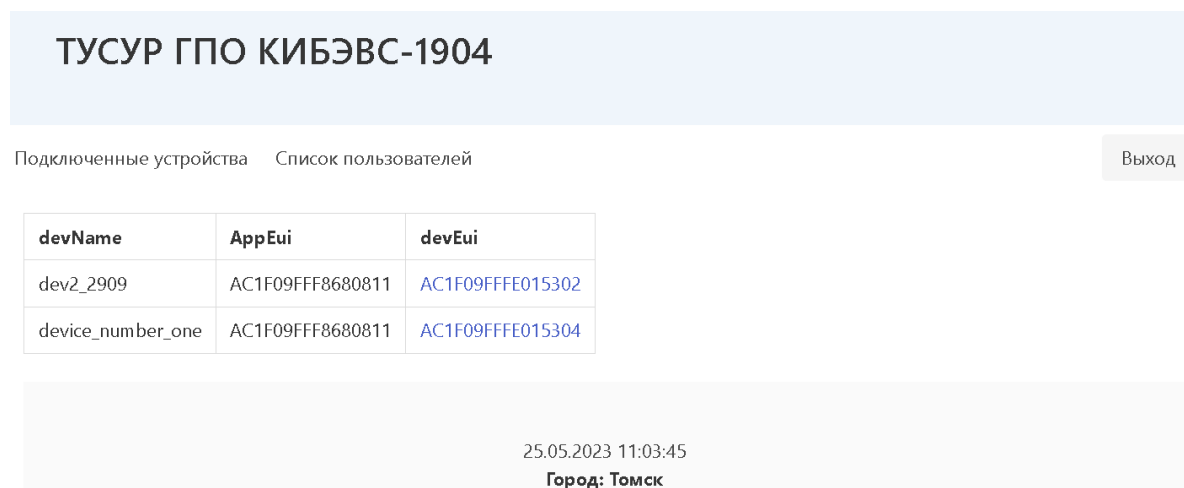 ТУСУР ГПО КИБЭВС-1904
Подключенные устройства Список пользователей Выход
devName AppEui devEui
dev2_2909 AC1F09FFF8680811 AC1F09FFFE015302
device_number_one AC1F09FFF8680811 AC1F09FFFE015304
25.05.2023 11:03:45
Город: Томск